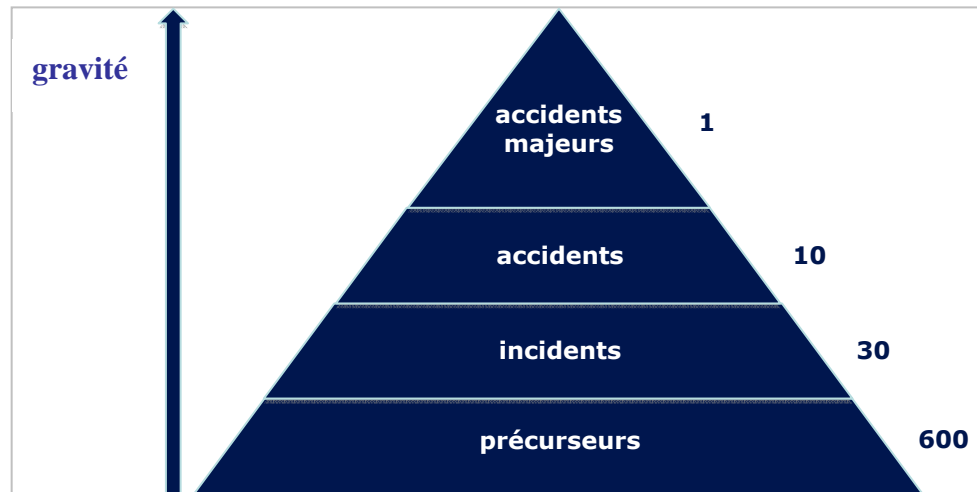 gravité
accidents
majeurs
1
accidents
10
incidents
30
précurseurs
600